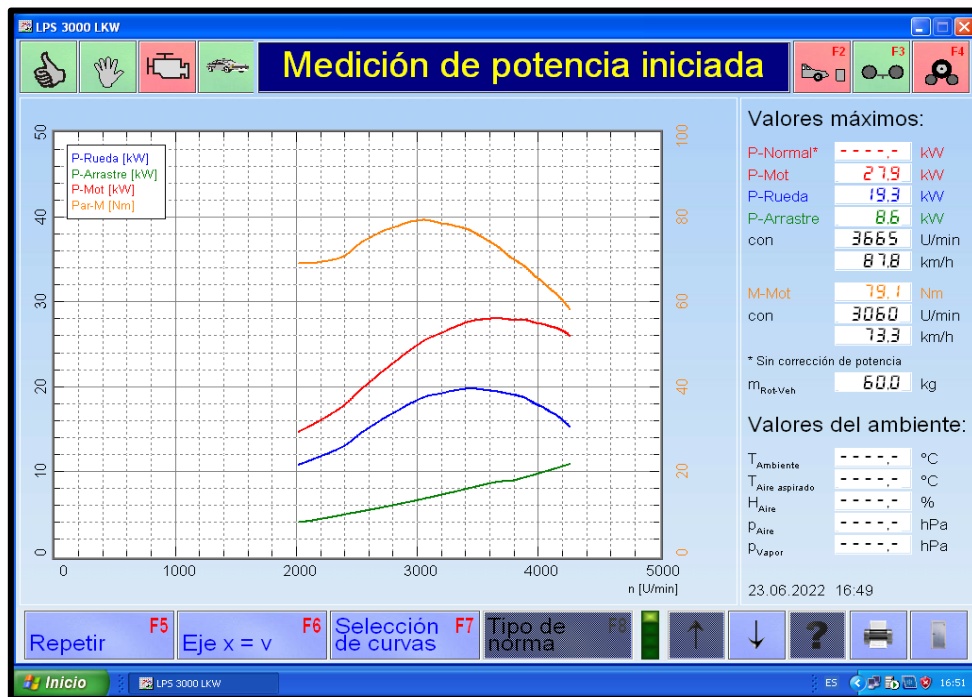 LPS 3000 LKW
Medición de potencia iniciada
F2
F3
F4
50
40
30
20
10
0
P-Rueda [kW]
P-Arrastre [kW]
P-Mot [kW]
Par-M [Nm]
100
80
60
40
20
0
0 1000 2000 3000 4000 5000
n [U/min]
Valores máximos:
P-Normal* ----.- kW
P-Mot 27.9 kW
P-Rueda 19.3 kW
P-Arrastre 8.6 kW
con 3665 U/min
87.8 km/h
M-Mot 79.1 Nm
con 3060 U/min
73.3 km/h
* Sin corrección de potencia
mRot-Veh 60.0 kg
Valores del ambiente:
TAmbiente ----.- °C
TAire aspirado ----.- °C
HAire ----.- %
pAire ----.- hPa
pVapor ----.- hPa
23.06.2022 16:49
Repetir F5
Eje x = v F6
Selección de curvas F7
Tipo de norma F8
?
Inicio
LPS 3000 LKW
ES
16:51